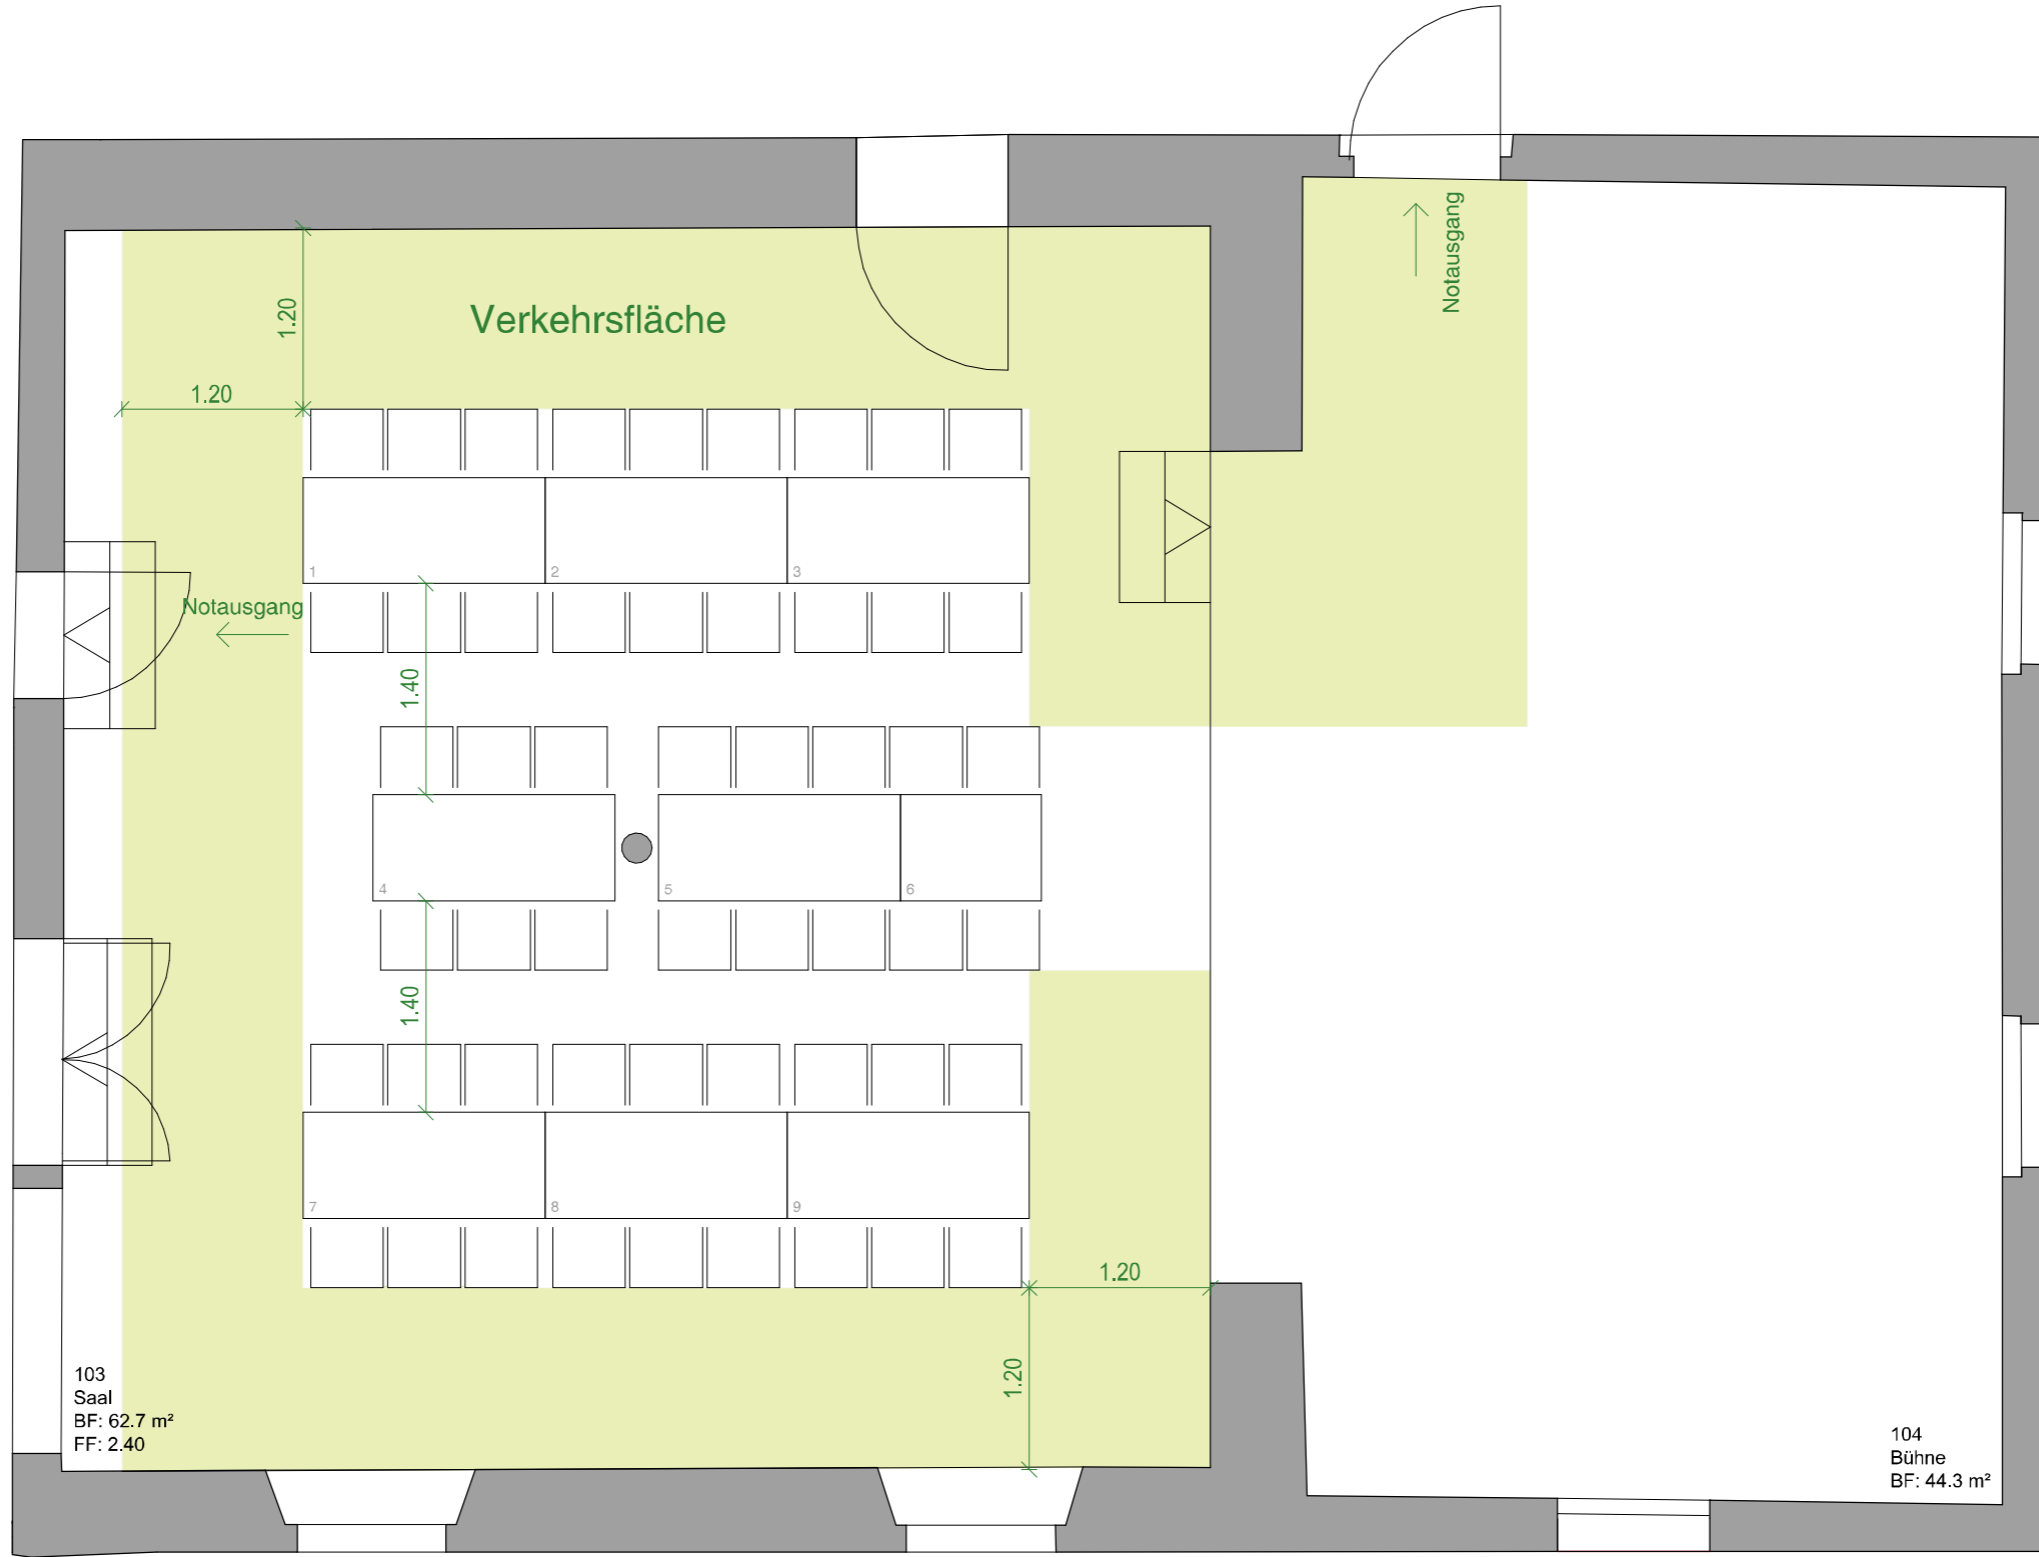 Notausgang
1.20
Verkehrsfläche
1.20
1
2
3
Notausgang
1.40
4
5
6
1.40
7
8
9
1.20
1.20
103
Saal
BF: 62.7 m²
FF: 2.40
104
Bühne
BF: 44.3 m²